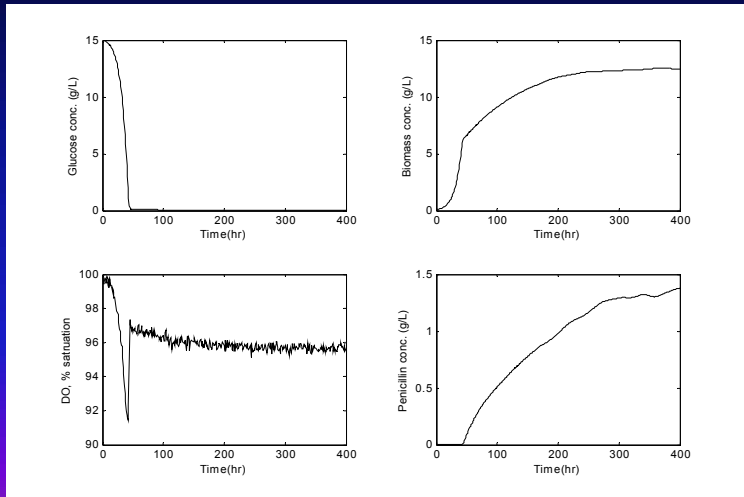 15
10
5
0
Glucose conc. (g/L)
0 100 200 300 400
Time(hr)
15
10
5
0
Biomass conc. (g/L)
0 100 200 300 400
Time(hr)
100
98
96
94
92
90
DO, % satruation
0 100 200 300 400
Time(hr)
1.5
1
0.5
0
Penicillin conc. (g/L)
0 100 200 300 400
Time(hr)